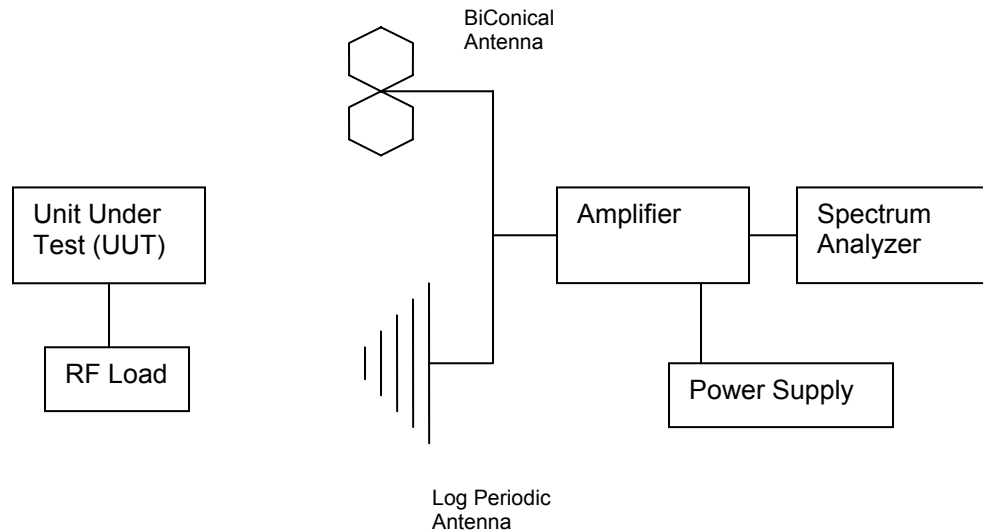 BiConical
Antenna
Unit Under
Test (UUT)
Amplifier
Spectrum
Analyzer
RF Load
Power Supply
Log Periodic
Antenna